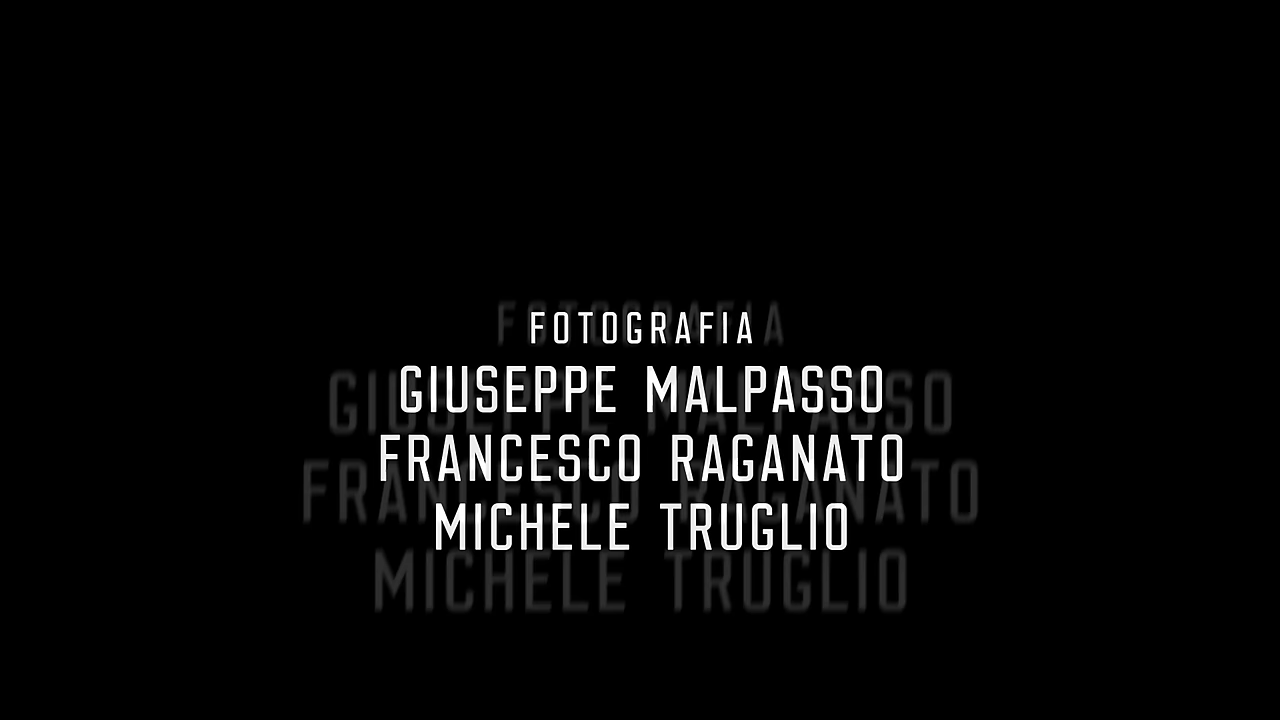 FOTOGRAFIA
GIUSEPPE MALPASSO
FRANCESCO RAGANATO
MICHELE TRUGLIO